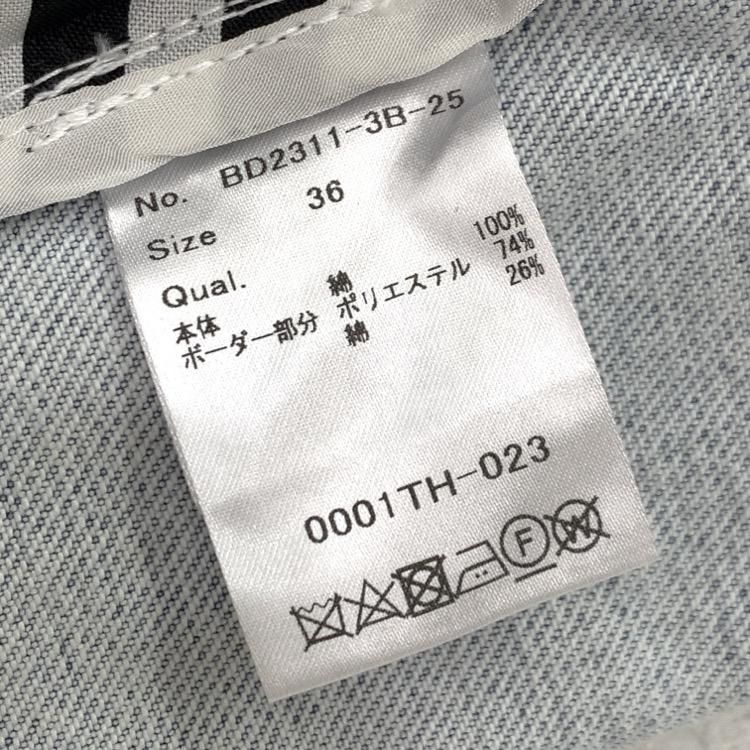 No. BD2311-3B-25
Size 36
Qual.
本体 綿 100%
ボーダー部分 ポリエステル 74%
綿 26%
0001TH-023
F W